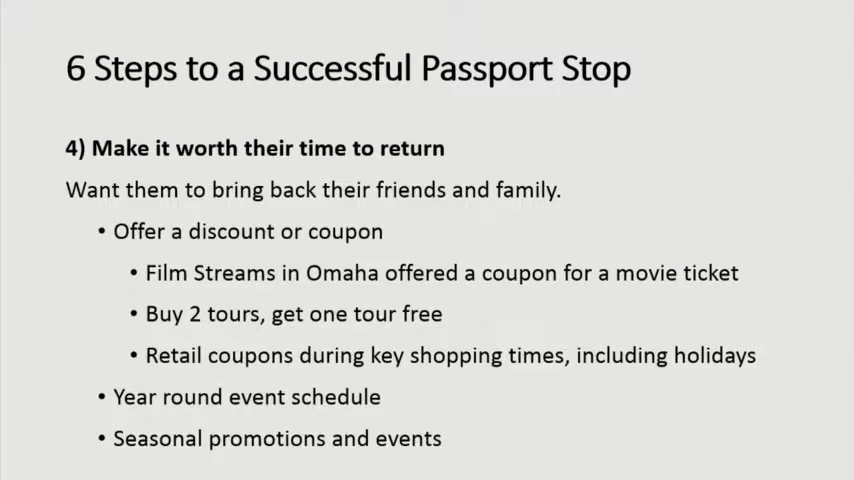 6 Steps to a Successful Passport Stop
4) Make it worth their time to return
Want them to bring back their friends and family.
• Offer a discount or coupon
• Film Streams in Omaha offered a coupon for a movie ticket
• Buy 2 tours, get one tour free
• Retail coupons during key shopping times, including holidays
• Year round event schedule
• Seasonal promotions and events